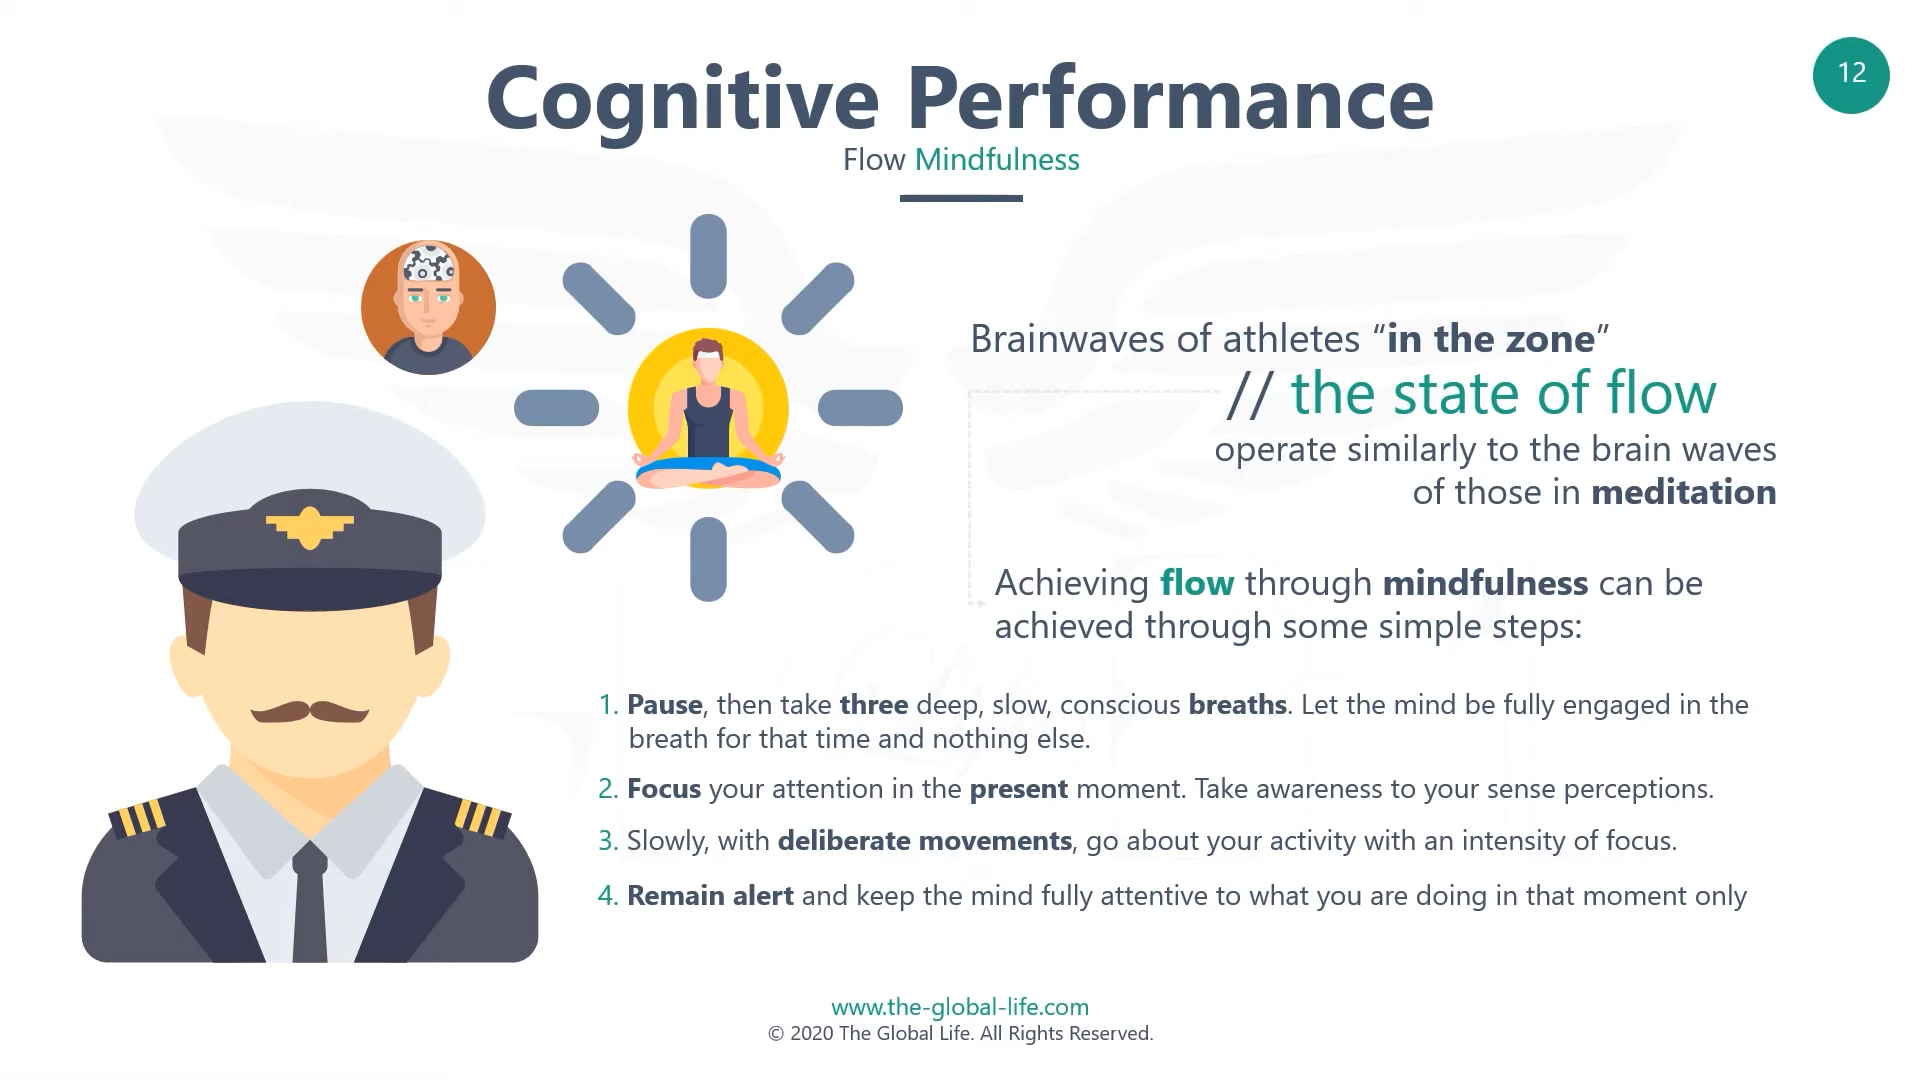 Cognitive Performance
12
Flow Mindfulness
Brainwaves of athletes “in the zone”
// the state of flow
operate similarly to the brain waves
of those in meditation
Achieving flow through mindfulness can be
achieved through some simple steps:
1. Pause, then take three deep, slow, conscious breaths. Let the mind be fully engaged in the
breath for that time and nothing else.
2. Focus your attention in the present moment. Take awareness to your sense perceptions.
3. Slowly, with deliberate movements, go about your activity with an intensity of focus.
4. Remain alert and keep the mind fully attentive to what you are doing in that moment only
www.the-global-life.com
© 2020 The Global Life. All Rights Reserved.